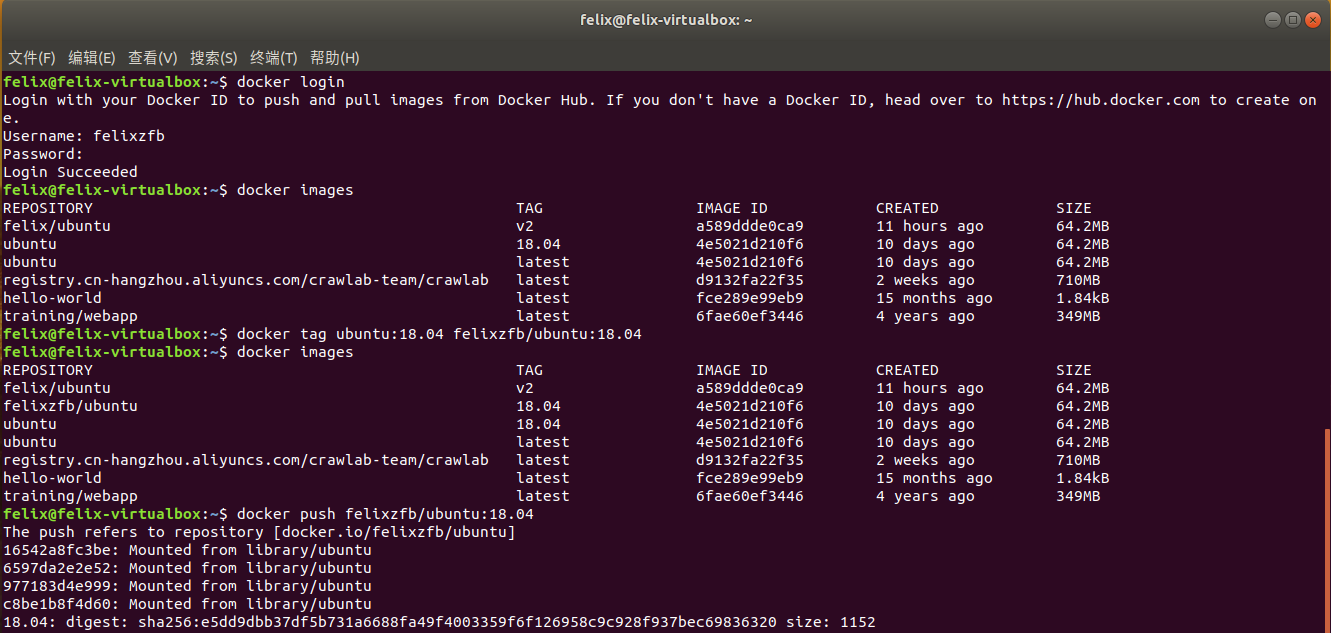 felix@felix-virtualbox: ~
文件(F) 编辑(E) 查看(V) 搜索(S) 终端(T) 帮助(H)
felix@felix-virtualbox:~$ docker login
Login with your Docker ID to push and pull images from Docker Hub. If you don't have a Docker ID, head over to https://hub.docker.com to create on
e.
Username: felixzfb
Password:
Login Succeeded
felix@felix-virtualbox:~$ docker images
REPOSITORY TAG IMAGE ID CREATED SIZE
felix/ubuntu v2 a589ddde0ca9 11 hours ago 64.2MB
ubuntu 18.04 4e5021d210f6 10 days ago 64.2MB
ubuntu latest 4e5021d210f6 10 days ago 64.2MB
registry.cn-hangzhou.aliyuncs.com/crawlab-team/crawlab latest d9132fa22f35 2 weeks ago 710MB
hello-world latest fce289e99eb9 15 months ago 1.84kB
training/webapp latest 6fae60ef3446 4 years ago 349MB
felix@felix-virtualbox:~$ docker tag ubuntu:18.04 felixzfb/ubuntu:18.04
felix@felix-virtualbox:~$ docker images
REPOSITORY TAG IMAGE ID CREATED SIZE
felix/ubuntu v2 a589ddde0ca9 11 hours ago 64.2MB
felixzfb/ubuntu 18.04 4e5021d210f6 10 days ago 64.2MB
ubuntu 18.04 4e5021d210f6 10 days ago 64.2MB
ubuntu latest 4e5021d210f6 10 days ago 64.2MB
registry.cn-hangzhou.aliyuncs.com/crawlab-team/crawlab latest d9132fa22f35 2 weeks ago 710MB
hello-world latest fce289e99eb9 15 months ago 1.84kB
training/webapp latest 6fae60ef3446 4 years ago 349MB
felix@felix-virtualbox:~$ docker push felixzfb/ubuntu:18.04
The push refers to repository [docker.io/felixzfb/ubuntu]
16542a8fc3be: Mounted from library/ubuntu
6597da2e2e52: Mounted from library/ubuntu
977183d4e999: Mounted from library/ubuntu
c8be1b8f4d60: Mounted from library/ubuntu
18.04: digest: sha256:e5dd9dbb37df5b731a6688fa49f4003359f6f126958c9c928f937bec69836320 size: 1152